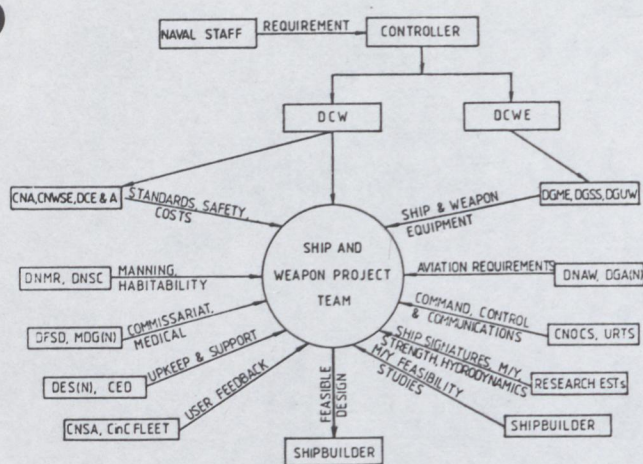 NAVAL STAFF
REQUIREMENT
CONTROLLER
DCW
DCWE
CNA, CNWSE, DCE & A
STANDARDS, SAFETY,
COSTS
SHIP & WEAPON
EQUIPMENT
DGME, DGSS, DGUW
SHIP AND
WEAPON PROJECT
TEAM
DNMR, DNSC
MANNING,
HABITABILITY
AVIATION REQUIREMENTS
DNAW, DGA(N)
DFSD, MDG(N)
COMMISSARIAT,
MEDICAL
COMMAND, CONTROL
& COMMUNICATIONS
CNOCS, URTS
DES(N), CED
UPKEEP & SUPPORT
SHIP SIGNATURES, M/Y
STRENGTH, HYDRODYNAMICS
RESEARCH ESTs
CNSA, CinC FLEET
USER FEEDBACK
FEASIBLE
DESIGN
M/Y FEASIBILITY
STUDIES
SHIPBUILDER
SHIPBUILDER